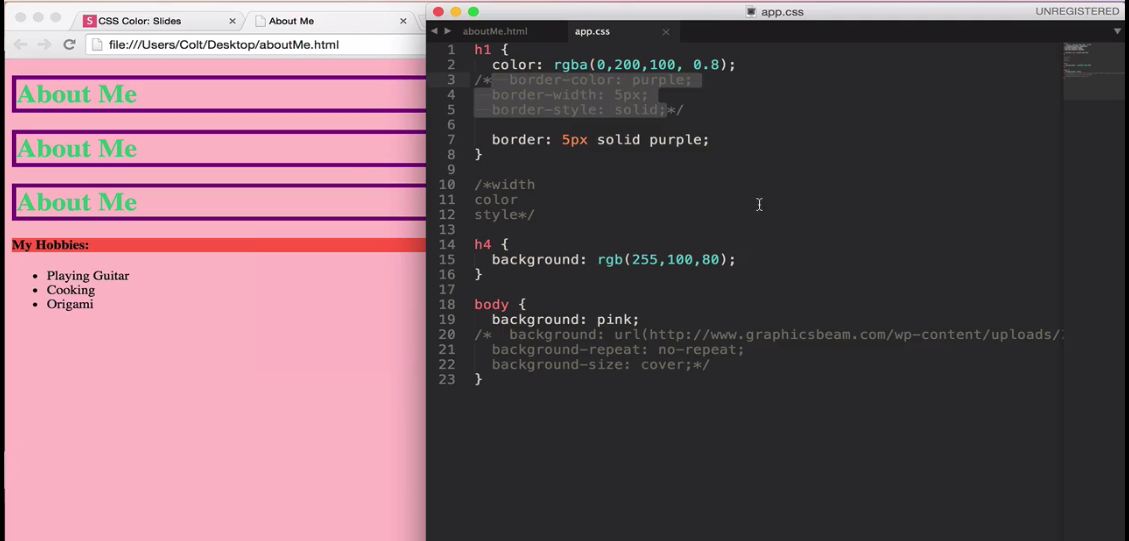 CSS Color: Slides
About Me
file:///Users/Colt/Desktop/aboutMe.html
About Me
About Me
About Me
My Hobbies:
Playing Guitar
Cooking
Origami
app.css
UNREGISTERED
aboutMe.html
app.css
1 h1 {
2 color: rgba(0,200,100, 0.8);
3 /* border-color: purple;
4 border-width: 5px;
5 border-style: solid;*/
6
7 border: 5px solid purple;
8 }
9
10 /*width
11 color
12 style*/
13
14 h4 {
15 background: rgb(255,100,80);
16 }
17
18 body {
19 background: pink;
20 /* background: url(http://www.graphicsbeam.com/wp-content/uploads/
21 background-repeat: no-repeat;
22 background-size: cover;*/
23 }